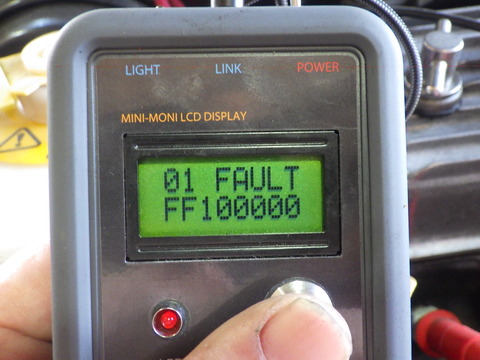 LIGHT LINK POWER
MINI-MONI LCD DISPLAY
01 FAULT
FF100000